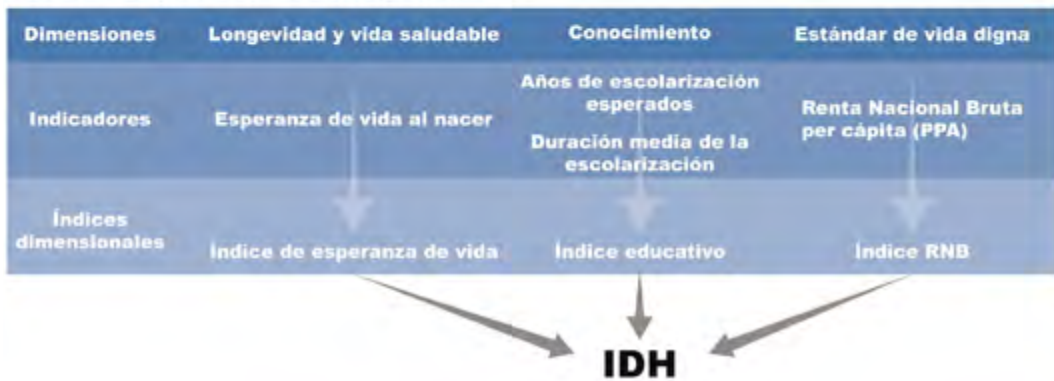 Dimensiones
Longevidad y vida saludable
Conocimiento
Estándar de vida digna
Indicadores
Esperanza de vida al nacer
Años de escolarización
esperados
Duración media de la
escolarización
Renta Nacional Bruta
per cápita (PPA)
Índices
dimensionales
Índice de esperanza de vida
Índice educativo
Índice RNB
IDH